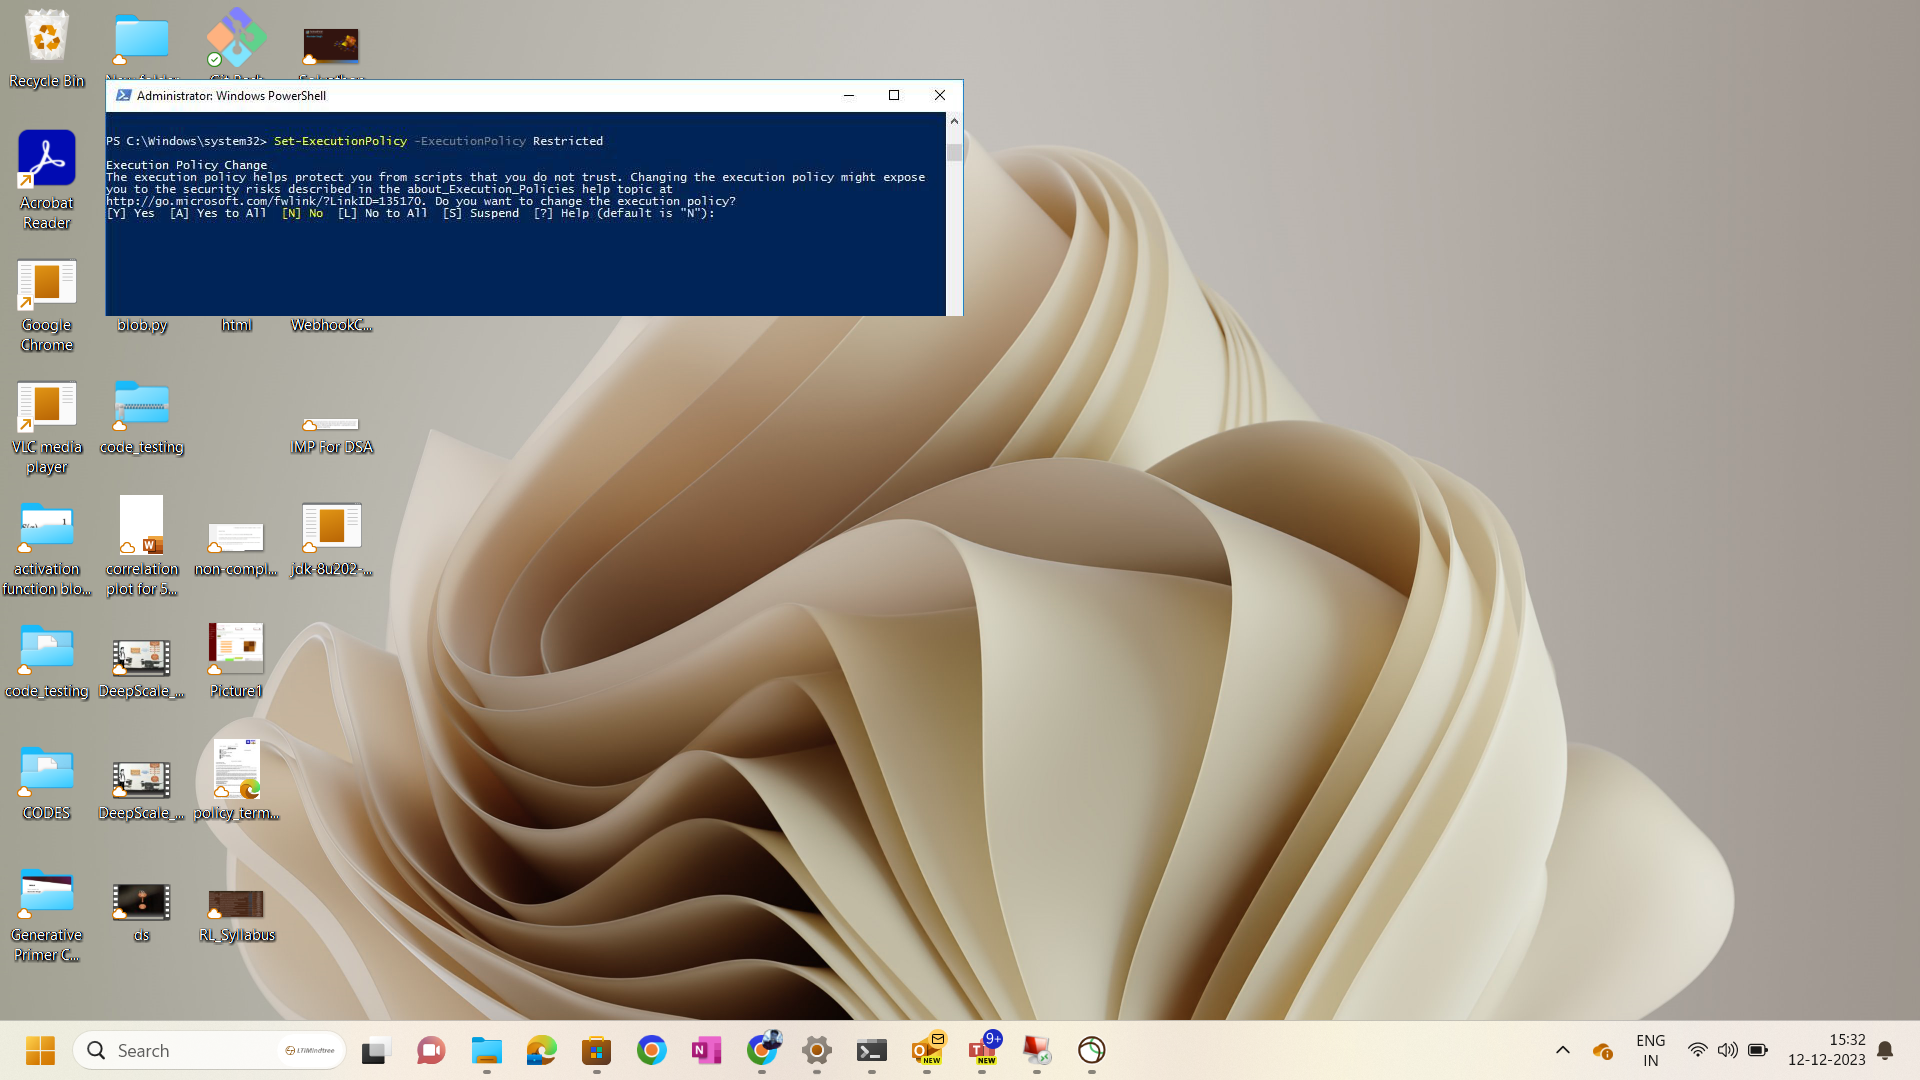 Recycle Bin
Administrator: Windows PowerShell
PS C:\Windows\system32> Set-ExecutionPolicy -ExecutionPolicy Restricted
Execution Policy Change
The execution policy helps protect you from scripts that you do not trust. Changing the execution policy might expose
you to the security risks described in the about_Execution_Policies help topic at
http://go.microsoft.com/fwlink/?LinkID=135170. Do you want to change the execution policy?
[Y] Yes  [A] Yes to All  [N] No  [L] No to All  [S] Suspend  [?] Help (default is "N"):
Acrobat
Reader
Google
Chrome
blob.py
html
WebhookC...
VLC media
player
code_testing
IMP For DSA
activation
function blo...
correlation
plot for 5...
non-compl...
jdk-8u202-...
code_testing
DeepScale_...
Picture1
CODES
DeepScale_...
policy_term...
Generative
Primer C...
ds
RL_Syllabus
Search
LTIMindtree
NEW
9+
NEW
ENG
IN
15:32
12-12-2023